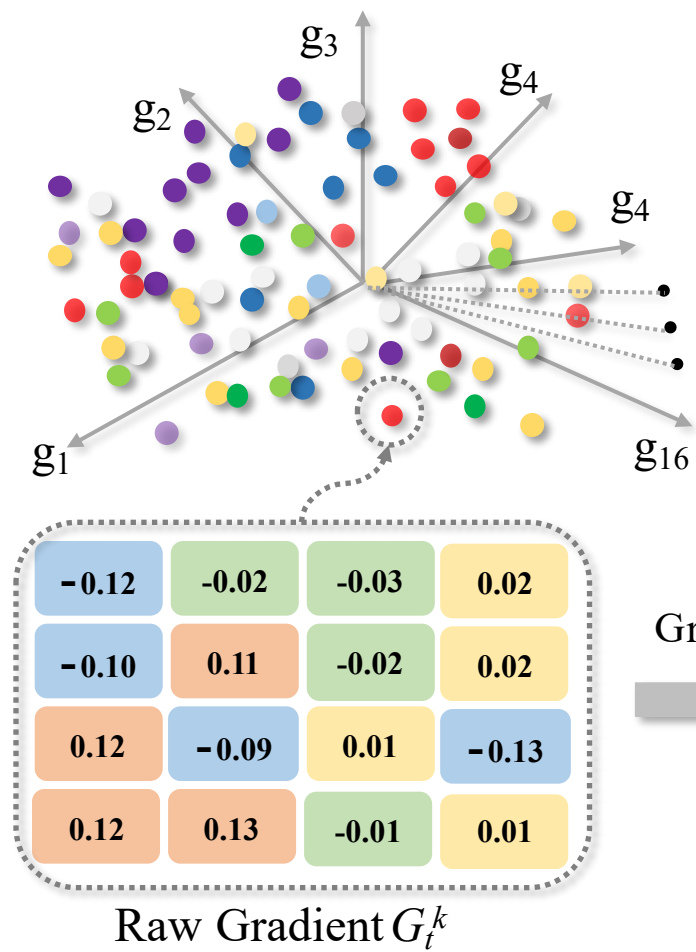 g3
g2
g4
g4
g1
g16
-0.12 -0.02 -0.03 0.02
-0.10 0.11 -0.02 0.02
0.12 -0.09 0.01 -0.13
0.12 0.13 -0.01 0.01
Gr
Raw Gradient G_t^k